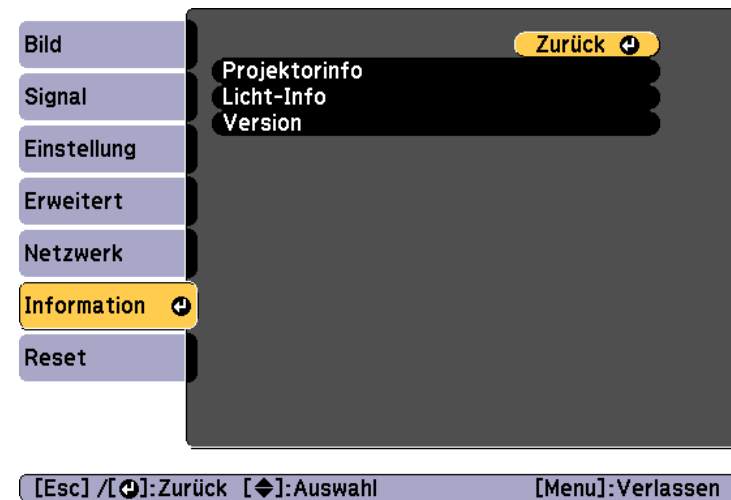 Bild
Signal
Einstellung
Erweitert
Netzwerk
Information
Reset
Zurück
Projektorinfo
Licht-Info
Version
[Esc] /[ ]:Zurück [ ]:Auswahl [Menu]:Verlassen